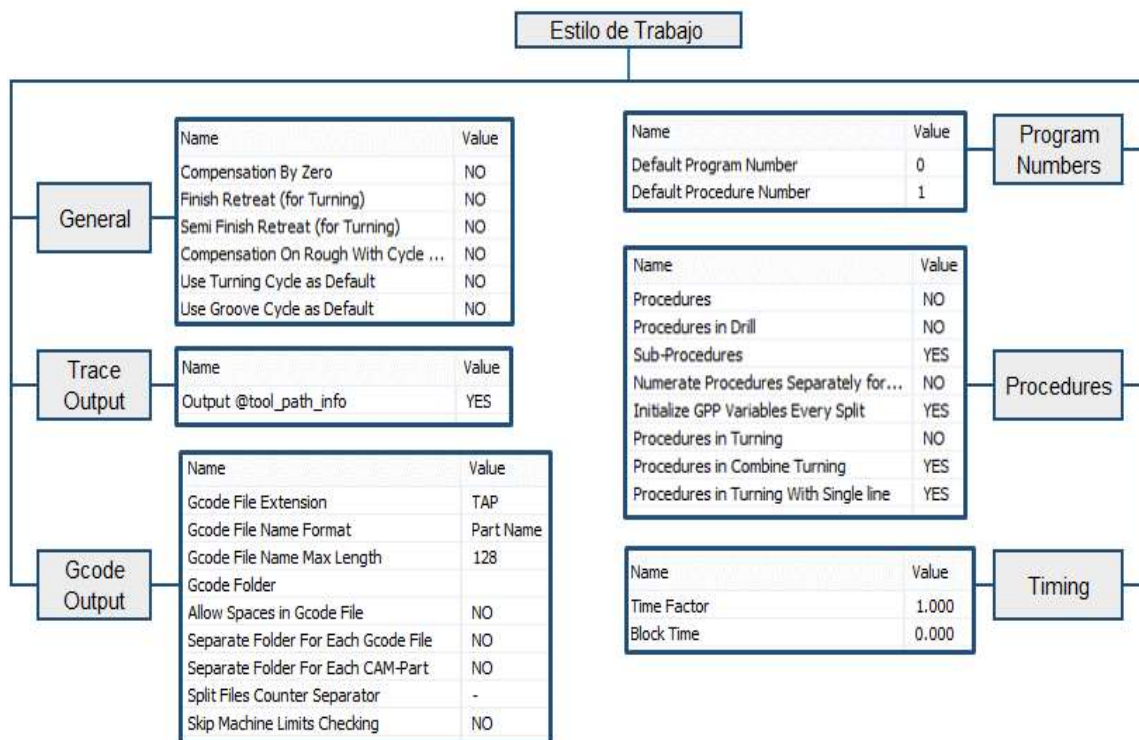 Estilo de Trabajo
General
Name Value
Compensation By Zero NO
Finish Retreat (for Turning) NO
Semi Finish Retreat (for Turning) NO
Compensation On Rough With Cycle ... NO
Use Turning Cycle as Default NO
Use Groove Cycle as Default NO
Trace
Output
Name Value
Output @tool_path_info YES
Gcode
Output
Name Value
Gcode File Extension TAP
Gcode File Name Format Part Name
Gcode File Name Max Length 128
Gcode Folder
Allow Spaces in Gcode File NO
Separate Folder For Each Gcode File NO
Separate Folder For Each CAM-Part NO
Split Files Counter Separator -
Skip Machine Limits Checking NO
Name Value
Default Program Number 0
Default Procedure Number 1
Program
Numbers
Name Value
Procedures NO
Procedures in Drill NO
Sub-Procedures YES
Numerate Procedures Separately for... NO
Initialize GPP Variables Every Split YES
Procedures in Turning NO
Procedures in Combine Turning YES
Procedures in Turning With Single line YES
Procedures
Name Value
Time Factor 1.000
Block Time 0.000
Timing